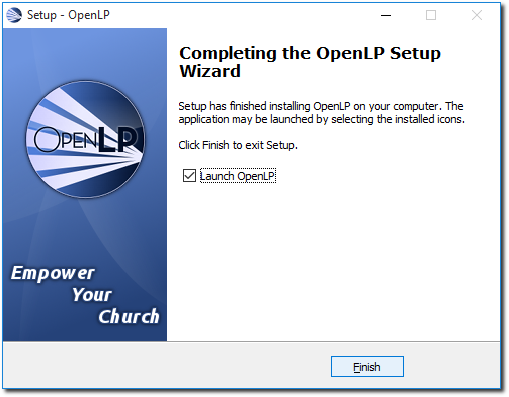 Setup - OpenLP
Completing the OpenLP Setup
Wizard
Setup has finished installing OpenLP on your computer. The
application may be launched by selecting the installed icons.
Click Finish to exit Setup.
Launch OpenLP
OPENLP
Empower
Your
Church
Finish